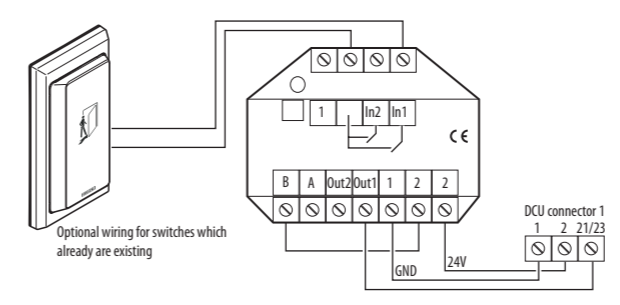 1 In2 In1
CE
B A Out2 Out1 1 2 2
Optional wiring for switches which
already are existing
DCU connector 1
1 2 21/23
24V
GND